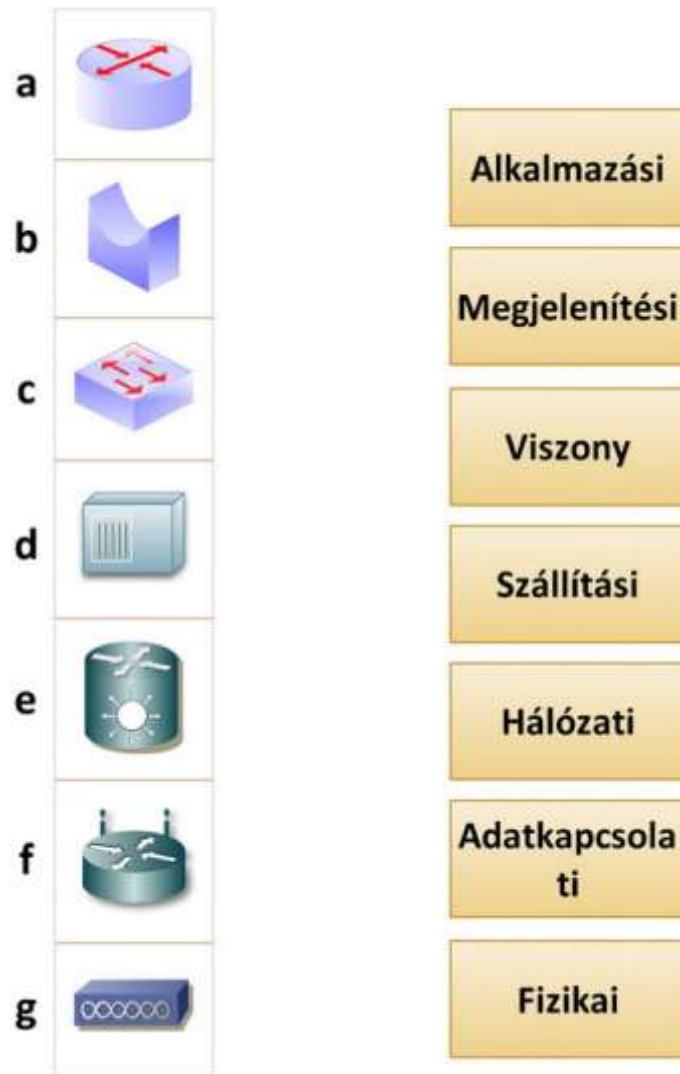 a
b
c
d
e
f
g
Alkalmazási
Megjelenítési
Viszony
Szállítási
Hálózati
Adatkapcsola
ti
Fizikai